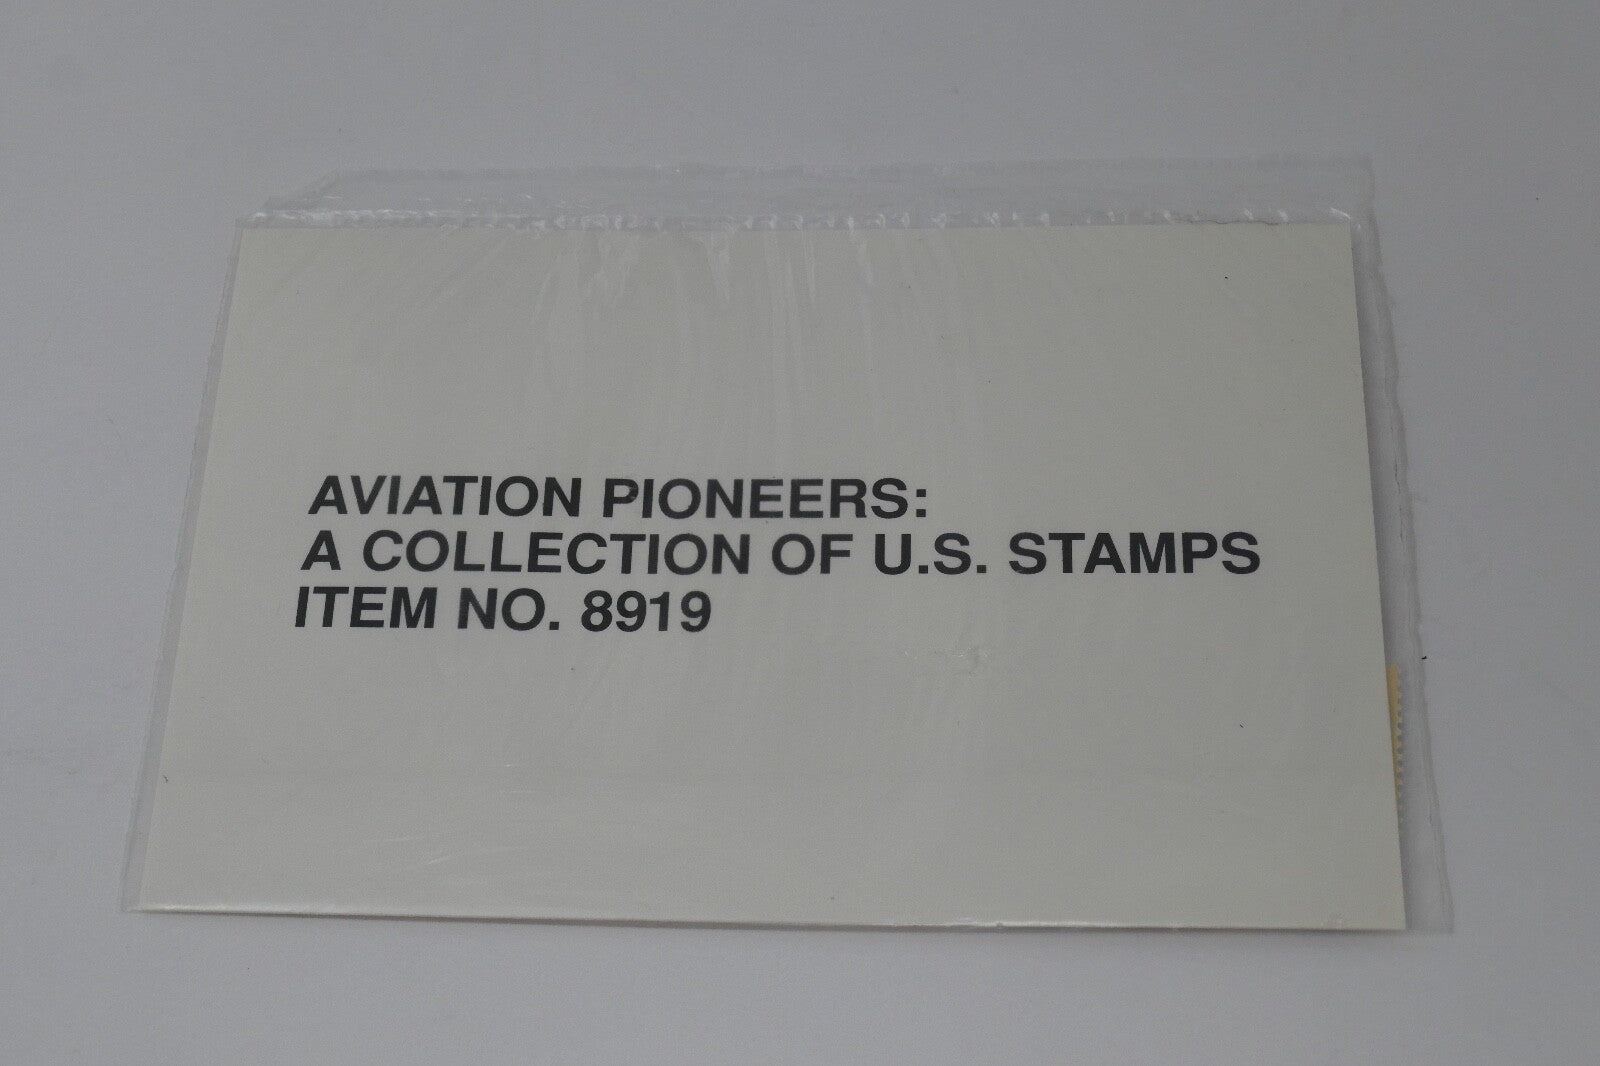 AVIATION PIONEERS:
A COLLECTION OF U.S. STAMPS
ITEM NO. 8919